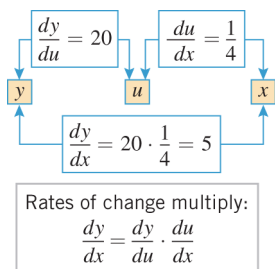 dy/du = 20 du/dx = 1/4
y u x
dy/dx = 20 · 1/4 = 5
Rates of change multiply:
dy/dx = dy/du · du/dx